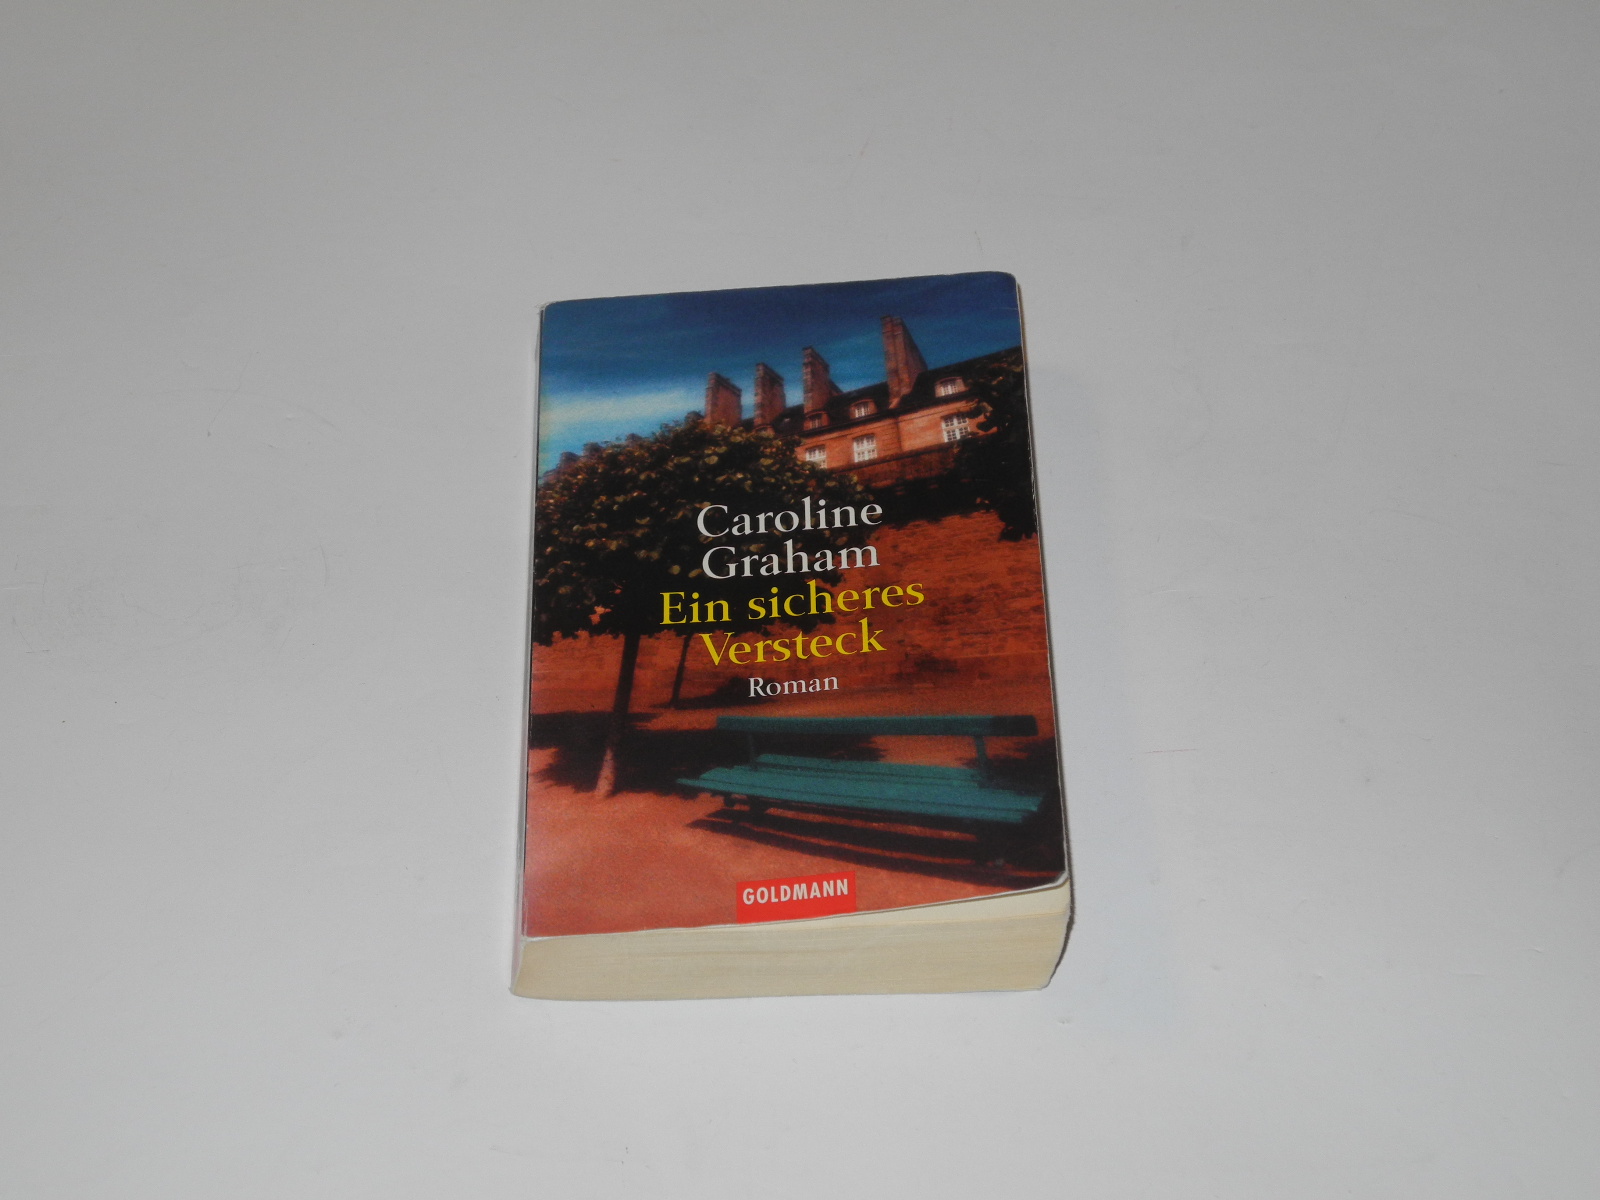 Caroline
Graham
Ein sicheres
Versteck
Roman
GOLDMANN